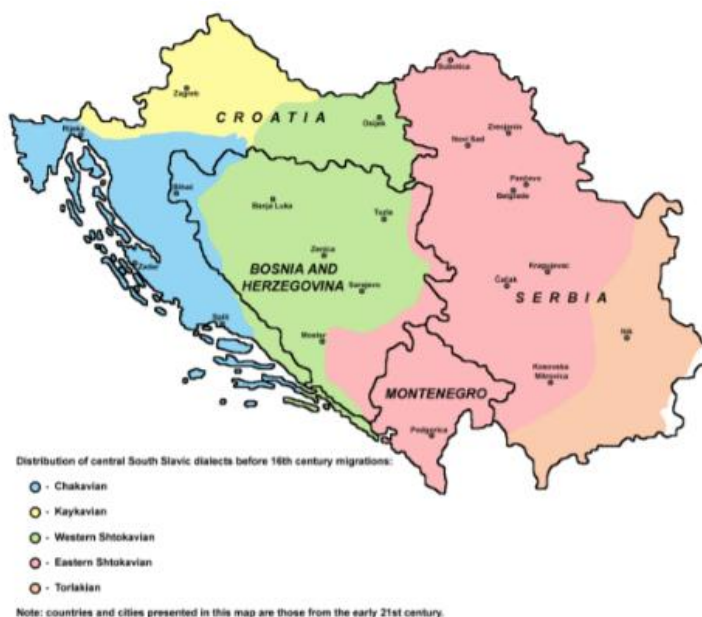 Subotica
Zagreb
CROATIA
Osijek
Novi Sad
Zrenjanin
Rijeka
Pančevo
Belgrade
Bihać
Banja Luka
Tuzla
Zenica
BOSNIA AND
HERZEGOVINA
Sarajevo
Kragujevac
Čačak
SERBIA
Zadar
Split
Mostar
Niš
MONTENEGRO
Kosovska
Mitrovica
Podgorica
Distribution of central South Slavic dialects before 16th century migrations:
- Chakavian
- Kaykavian
- Western Shtokavian
- Eastern Shtokavian
- Torlakian
Note: countries and cities presented in this map are those from the early 21st century.